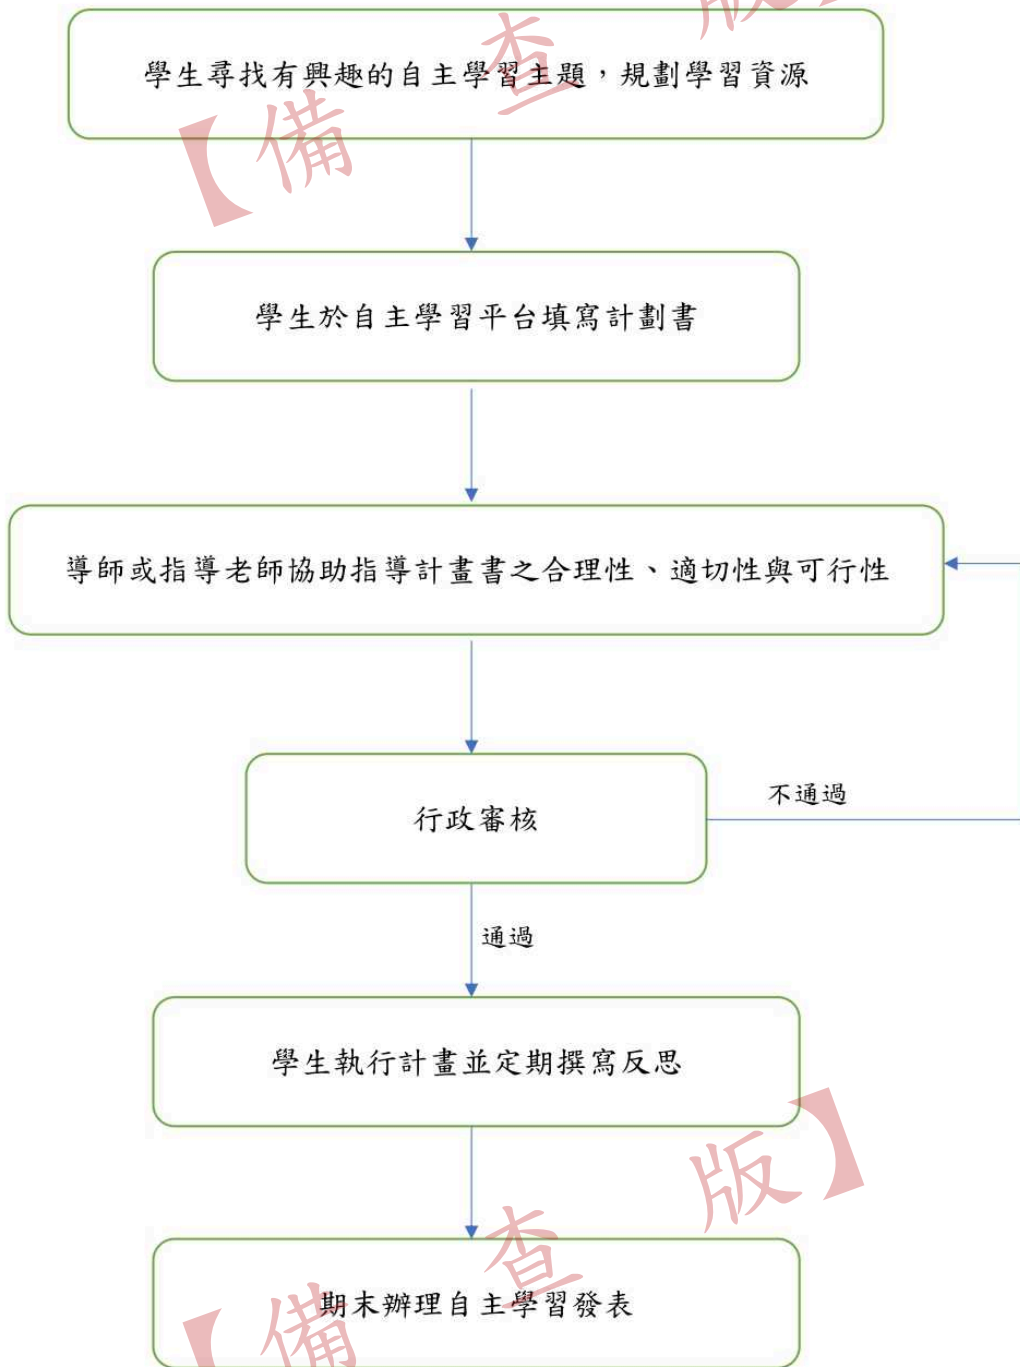 版】
學生尋找有興趣的自主學習主題，規劃學習資源
【備 查
學生於自主學習平台填寫計劃書
導師或指導老師協助指導計畫書之合理性、適切性與可行性
行政審核
不通過
通過
學生執行計畫並定期撰寫反思
【備 查 版】
期末辦理自主學習發表